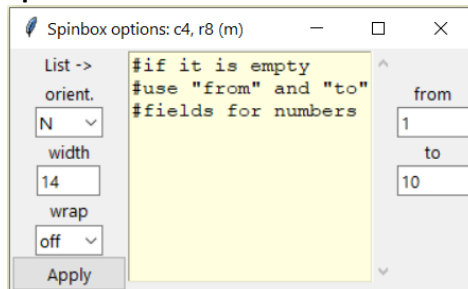 Spinbox options: c4, r8 (m)
List ->
orient.
N
width
14
wrap
off
Apply
#if it is empty
#use "from" and "to"
#fields for numbers
from
1
to
10